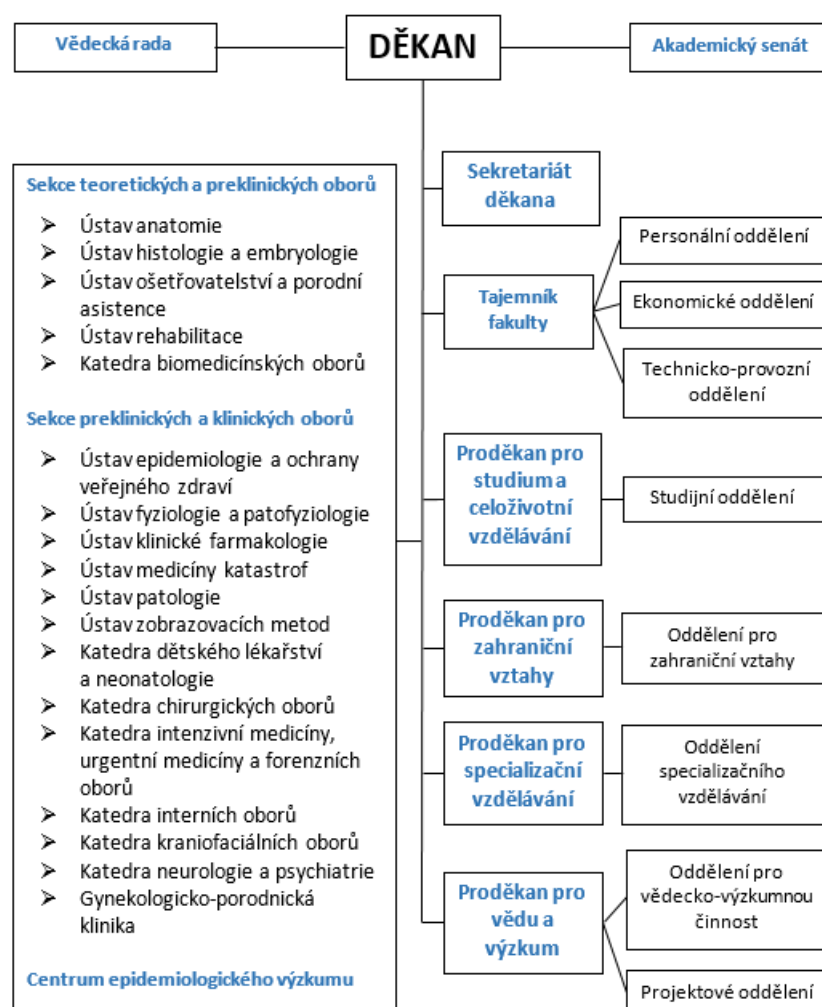 Vědecká rada
DĚKAN
Akademický senát
Sekce teoretických a preklinických oborů
Ústav anatomie
Ústav histologie a embryologie
Ústav ošetřovatelství a porodní
asistence
Ústav rehabilitace
Katedra biomedicínských oborů
Sekce preklinických a klinických oborů
Ústav epidemiologie a ochrany
veřejného zdraví
Ústav fyziologie a patofyziologie
Ústav klinické farmakologie
Ústav medicíny katastrof
Ústav patologie
Ústav zobrazovacích metod
Katedra dětského lékařství
a neonatologie
Katedra chirurgických oborů
Katedra intenzivní medicíny,
urgentní medicíny a forenzních
oborů
Katedra interních oborů
Katedra kraniofaciálních oborů
Katedra neurologie a psychiatrie
Gynekologicko-porodnická
klinika
Centrum epidemiologického výzkumu
Sekretariát
děkana
Tajemník
fakulty
Personální oddělení
Ekonomické oddělení
Technicko-provozní
oddělení
Proděkan pro
studium a
celoživotní
vzdělávání
Studijní oddělení
Proděkan pro
zahraniční
vztahy
Oddělení pro
zahraniční vztahy
Proděkan pro
specializační
vzdělávání
Oddělení
specializačního
vzdělávání
Proděkan pro
vědu a
výzkum
Oddělení pro
vědecko-výzkumnou
činnost
Projektové oddělení